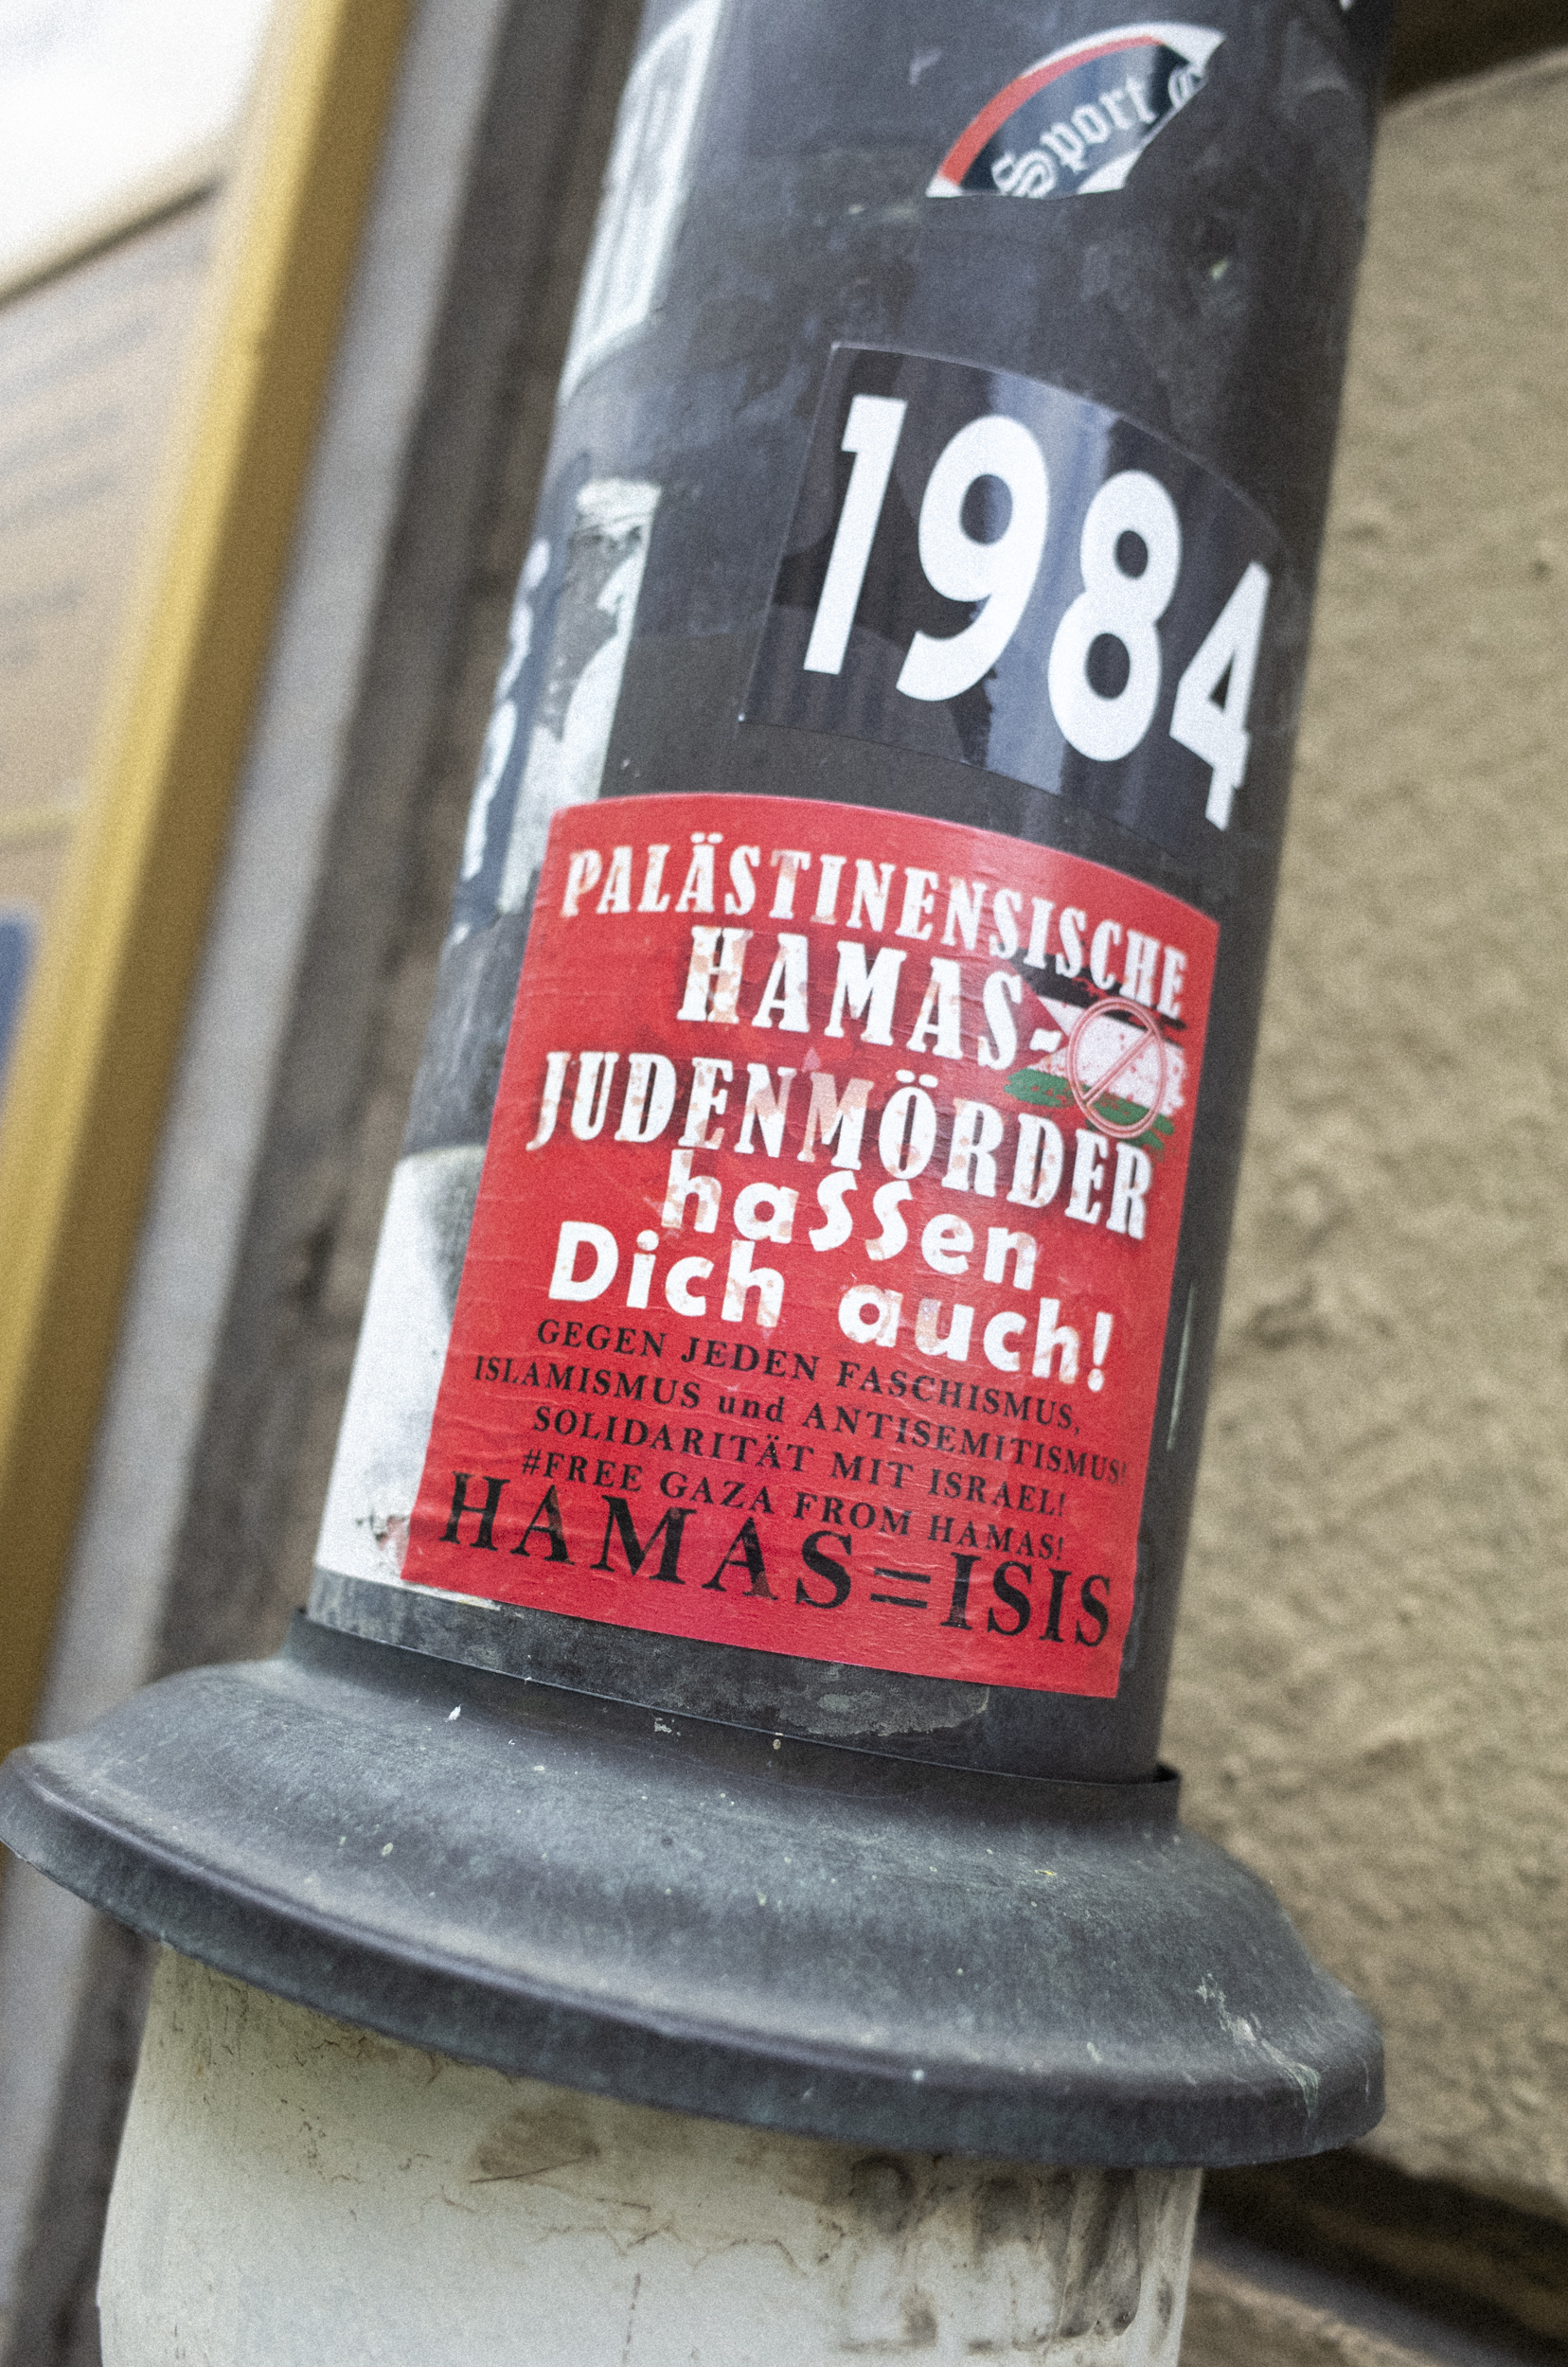 Sport
1984
PALÄSTINENSISCHE
HAMAS-
JUDENMÖRDER
hassen
Dich auch!
GEGEN JEDEN FASCHISMUS,
ISLAMISMUS und ANTISEMITISMUS!
SOLIDARITÄT MIT ISRAEL!
#FREE GAZA FROM HAMAS!
HAMAS=ISIS